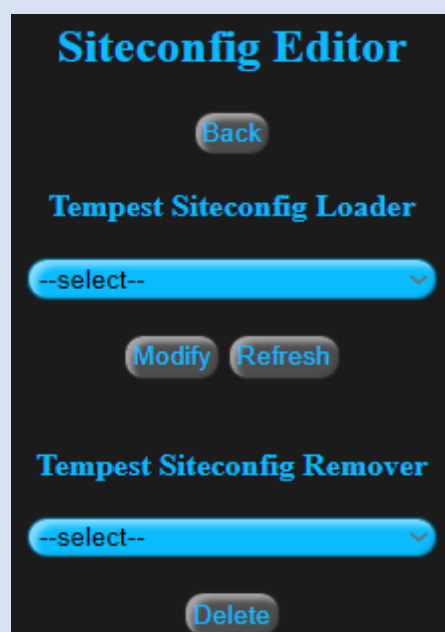 Siteconfig Editor
Back
Tempest Siteconfig Loader
--select--
Modify Refresh
Tempest Siteconfig Remover
--select--
Delete